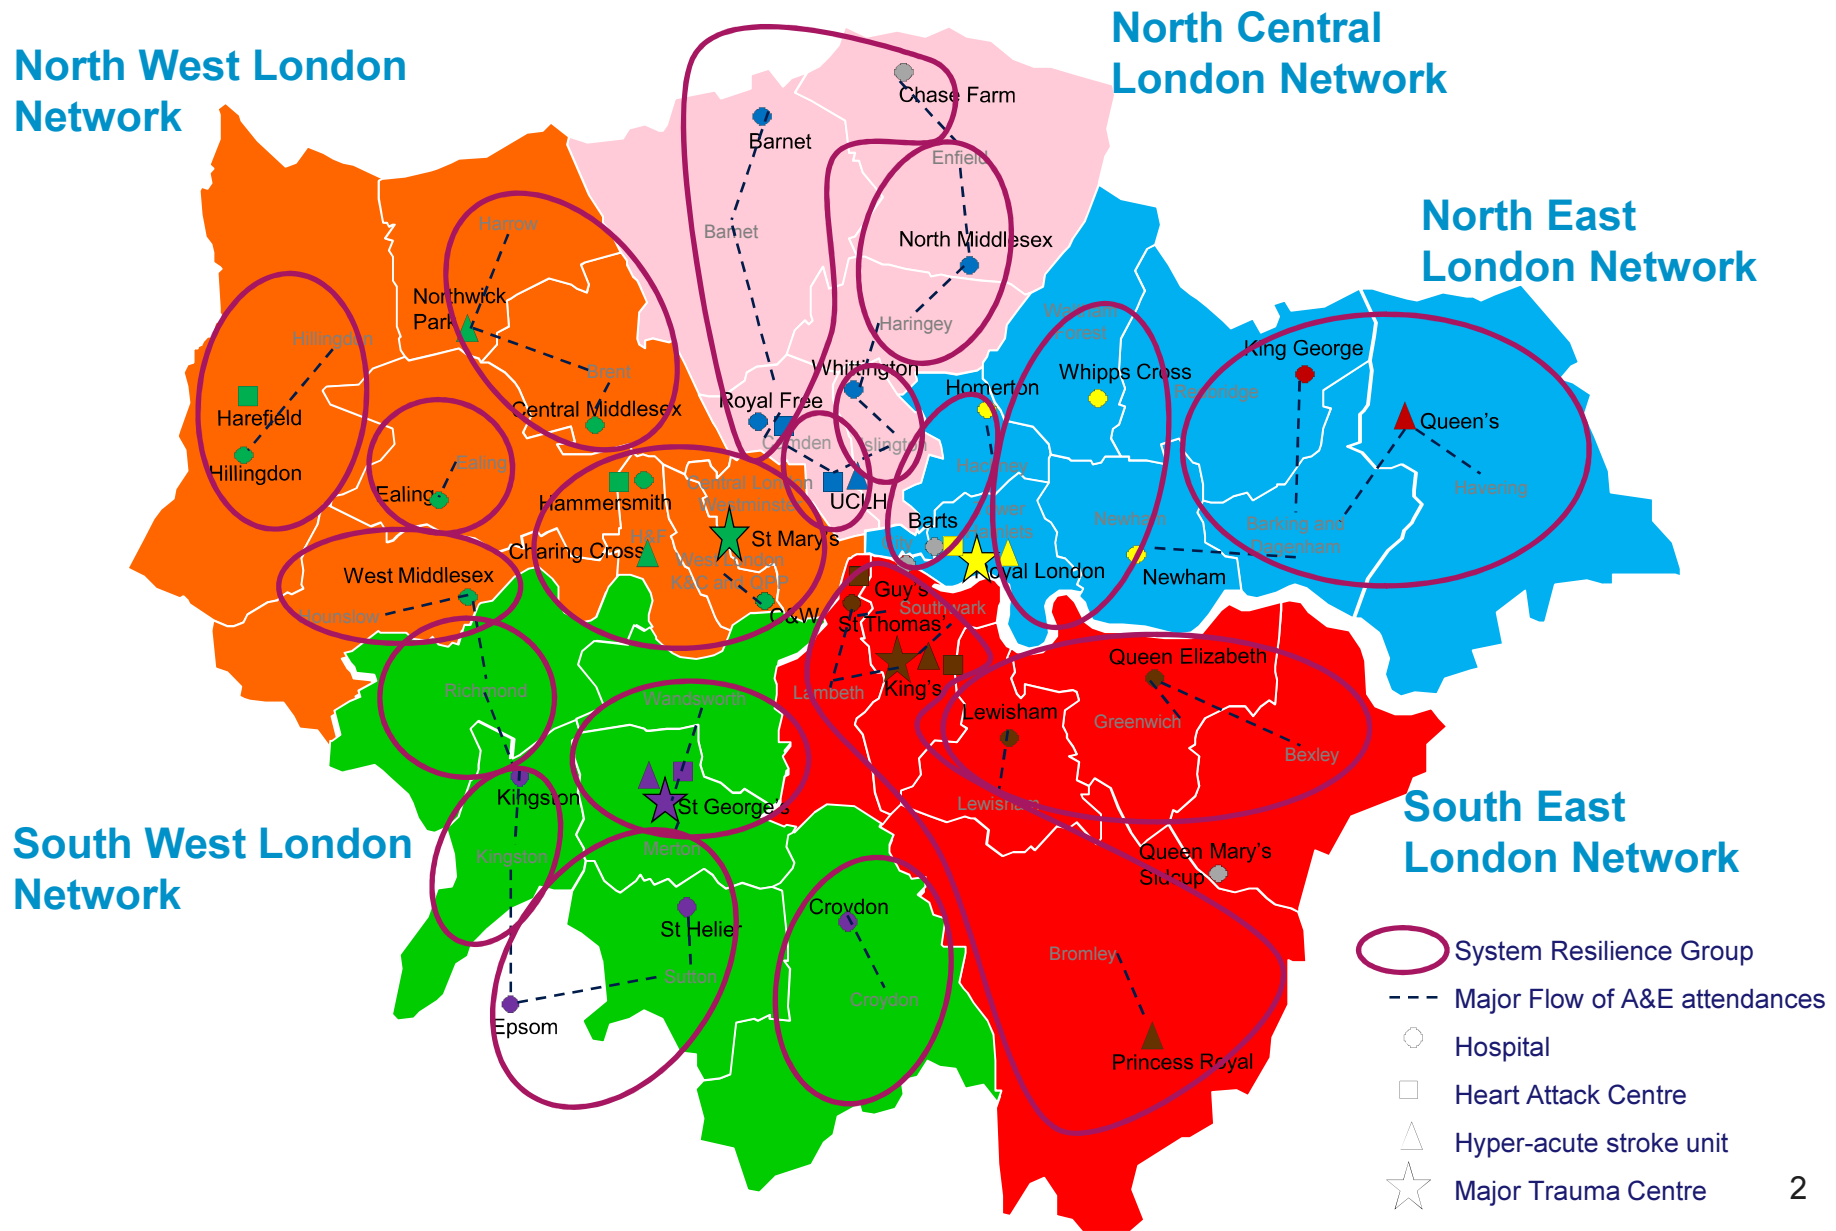 North Central
London Network
North West London
Network
Chase Farm
Barnet
Enfield
North East
London Network
Harrow
Barnet
North Middlesex
Northwick
Park
Hillingdon
Haringey
Waltham
Forest
King George
Brent
Whittington
Homerton
Whipps Cross
Redbridge
Harefield
Central Middlesex
Royal Free
Queen's
Camden
Islington
Hillingdon
Ealing
Hackney
Havering
Ealing
Hammersmith
Central London
Westminster
UCLH
Barts
Tower
Hamlets
Newham
Barking and
Dagenham
H&F
St Mary's
City
Charing Cross
West London
K&C and QPP
Royal London
Newham
West Middlesex
Hounslow
C&W
Guy's
Southwark
St Thomas'
Queen Elizabeth
Richmond
Wandsworth
Lambeth
King's
Lewisham
Greenwich
Bexley
Kingston
St George's
Lewisham
South East
London Network
South West London
Network
Kingston
Merton
Queen Mary's
Sidcup
Croydon
St Helier
Bromley
System Resilience Group
Sutton
Croydon
Major Flow of A&E attendances
Epsom
Hospital
Princess Royal
Heart Attack Centre
Hyper-acute stroke unit
Major Trauma Centre
2